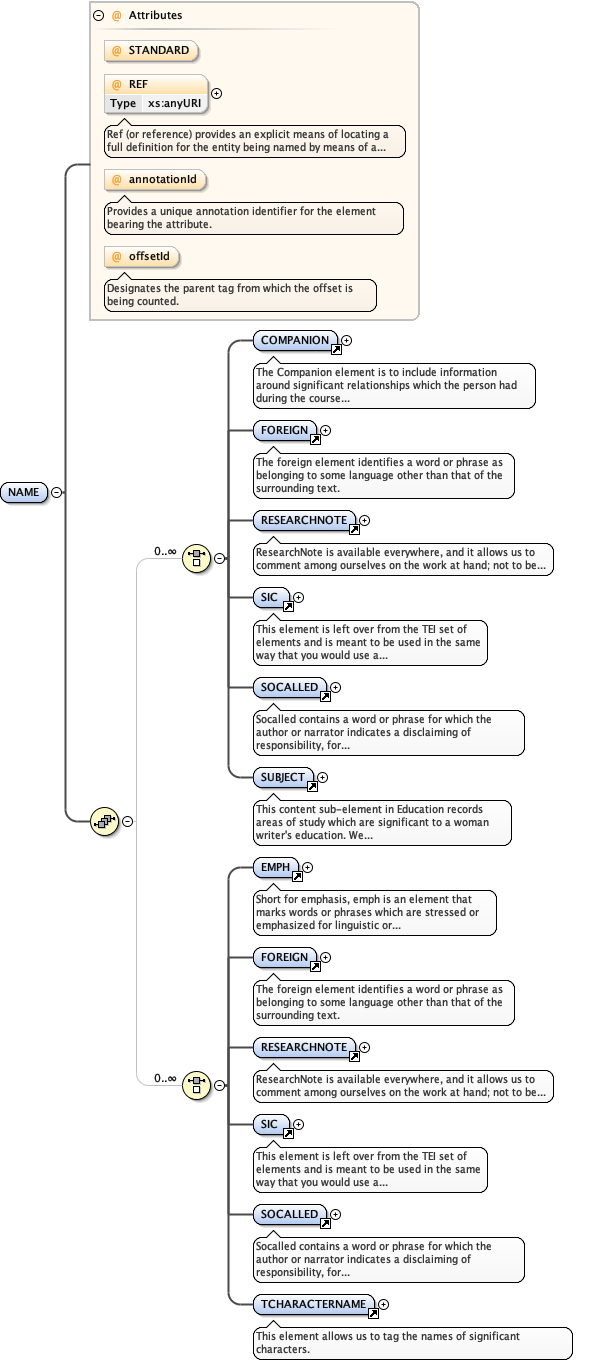 @ Attributes
@ STANDARD
@ REF
Type xs:anyURI
Ref (or reference) provides an explicit means of locating a
full definition for the entity being named by means of a...
@ annotationId
Provides a unique annotation identifier for the element
bearing the attribute.
@ offsetId
Designates the parent tag from which the offset is
being counted.
NAME
0..∞
COMPANION
The Companion element is to include information
around significant relationships which the person had
during the course...
FOREIGN
The foreign element identifies a word or phrase as
belonging to some language other than that of the
surrounding text.
RESEARCHNOTE
ResearchNote is available everywhere, and it allows us to
comment among ourselves on the work at hand; not to be...
SIC
This element is left over from the TEI set of
elements and is meant to be used in the same
way that you would use a...
SOCALLED
Socalled contains a word or phrase for which the
author or narrator indicates a disclaiming of
responsibility, for...
SUBJECT
This content sub-element in Education records
areas of study which are significant to a woman
writer's education. We...
0..∞
EMPH
Short for emphasis, emph is an element that
marks words or phrases which are stressed or
emphasized for linguistic or...
FOREIGN
The foreign element identifies a word or phrase as
belonging to some language other than that of the
surrounding text.
RESEARCHNOTE
ResearchNote is available everywhere, and it allows us to
comment among ourselves on the work at hand; not to be...
SIC
This element is left over from the TEI set of
elements and is meant to be used in the same
way that you would use a...
SOCALLED
Socalled contains a word or phrase for which the
author or narrator indicates a disclaiming of
responsibility, for...
TCHARACTERNAME
This element allows us to tag the names of significant
characters.